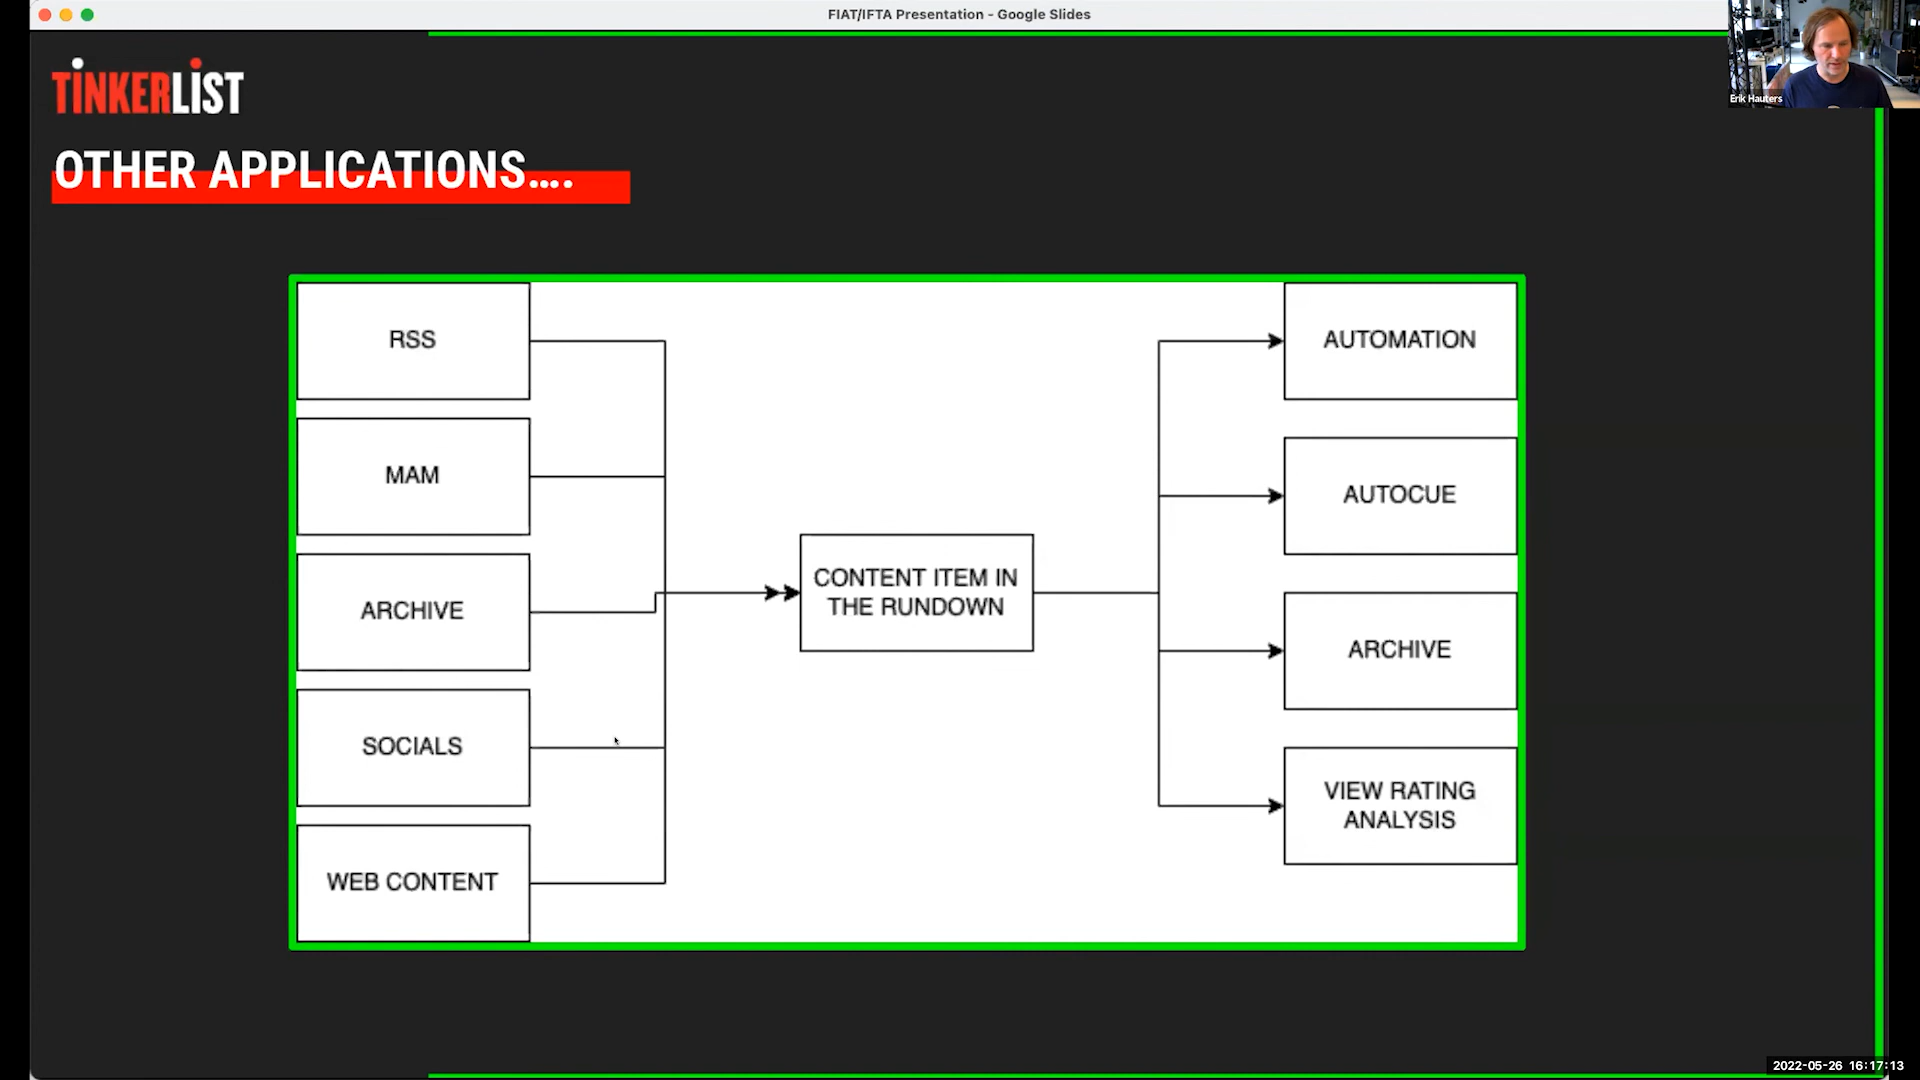 FIAT/IFTA Presentation - Google Slides
Erik Hauters
TiNKERLiST
OTHER APPLICATIONS....
RSS
MAM
ARCHIVE
SOCIALS
WEB CONTENT
CONTENT ITEM IN
THE RUNDOWN
AUTOMATION
AUTOCUE
ARCHIVE
VIEW RATING
ANALYSIS
2022-05-26 16:17:13